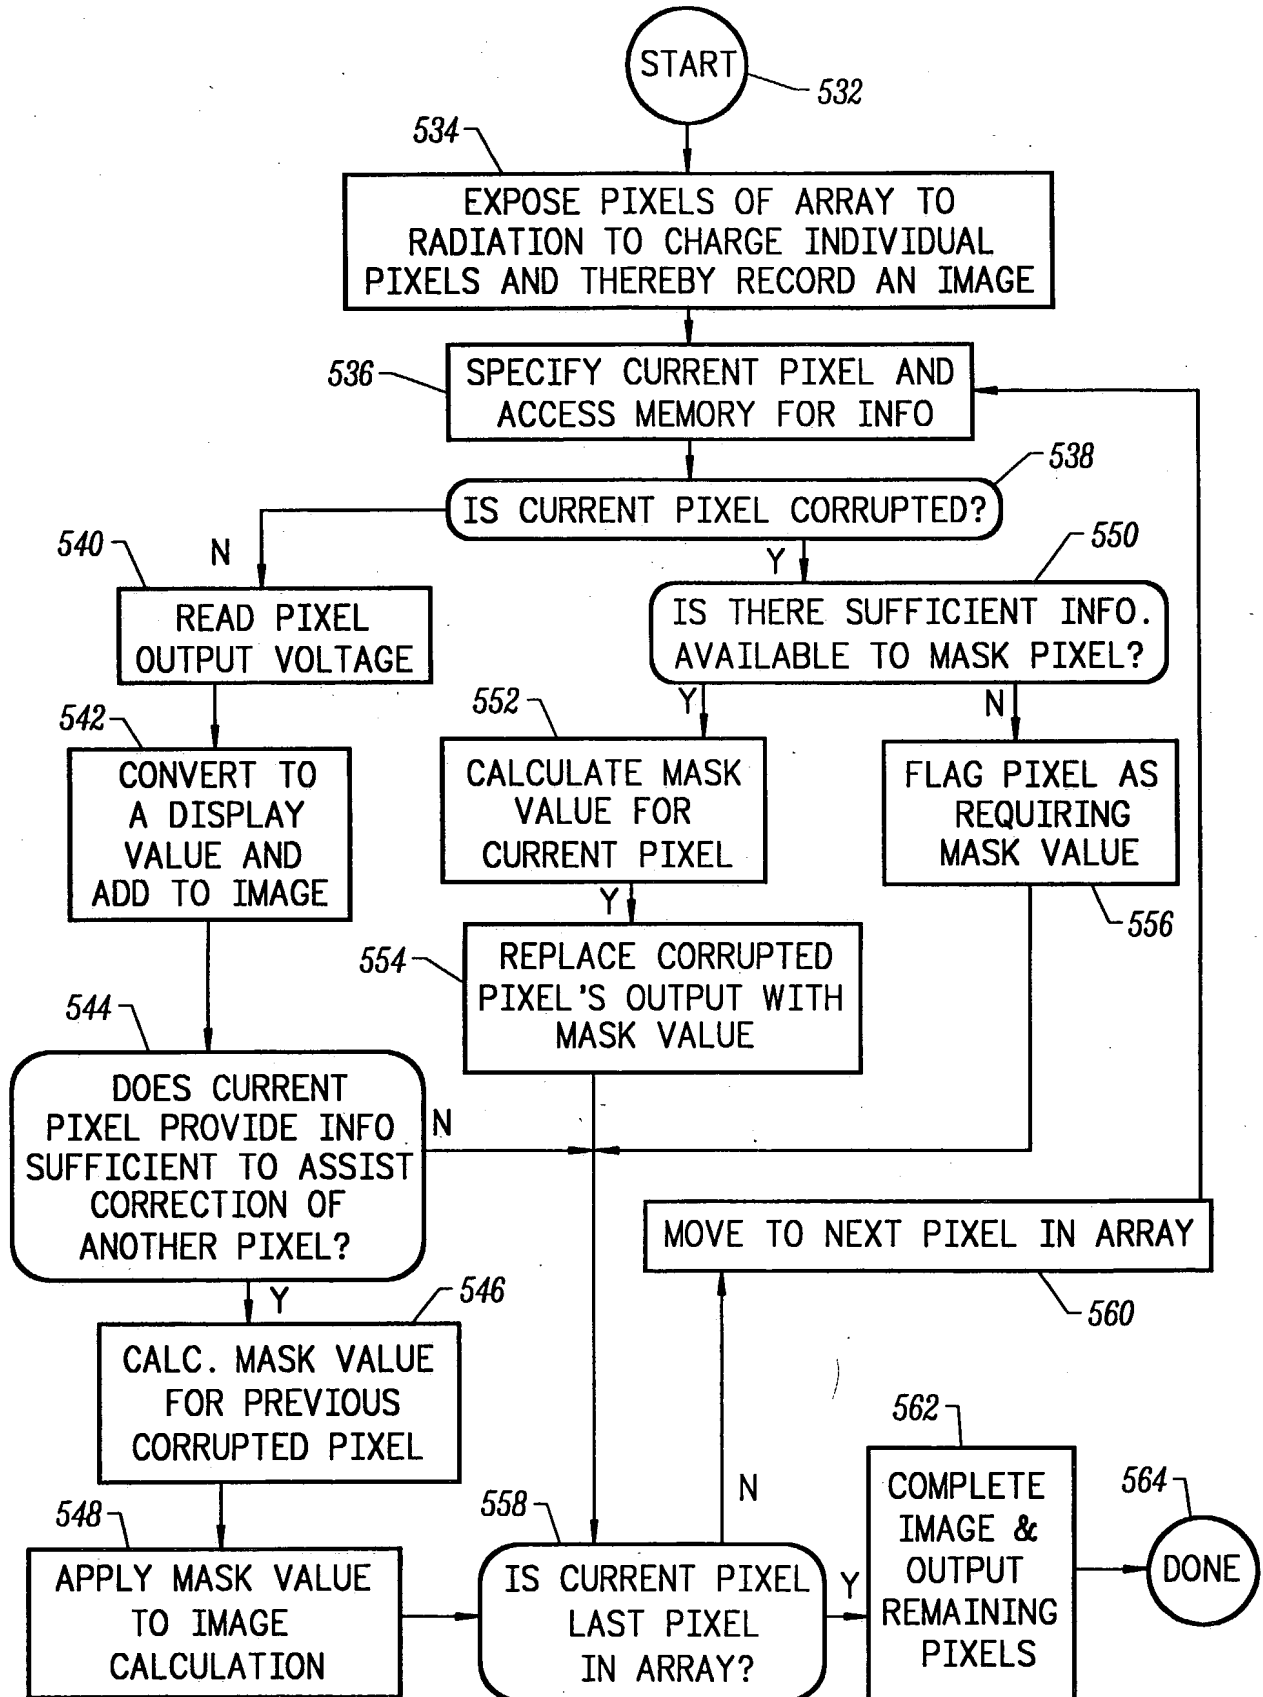 START
532
534
EXPOSE PIXELS OF ARRAY TO
RADIATION TO CHARGE INDIVIDUAL
PIXELS AND THEREBY RECORD AN IMAGE
536
SPECIFY CURRENT PIXEL AND
ACCESS MEMORY FOR INFO
538
IS CURRENT PIXEL CORRUPTED?
N
Y
540
READ PIXEL
OUTPUT VOLTAGE
550
IS THERE SUFFICIENT INFO.
AVAILABLE TO MASK PIXEL?
Y
N
542
CONVERT TO
A DISPLAY
VALUE AND
ADD TO IMAGE
552
CALCULATE MASK
VALUE FOR
CURRENT PIXEL
Y
FLAG PIXEL AS
REQUIRING
MASK VALUE
556
554
REPLACE CORRUPTED
PIXEL'S OUTPUT WITH
MASK VALUE
544
DOES CURRENT
PIXEL PROVIDE INFO
SUFFICIENT TO ASSIST
CORRECTION OF
ANOTHER PIXEL?
N
Y
MOVE TO NEXT PIXEL IN ARRAY
560
546
CALC. MASK VALUE
FOR PREVIOUS
CORRUPTED PIXEL
548
APPLY MASK VALUE
TO IMAGE
CALCULATION
558
IS CURRENT PIXEL
LAST PIXEL
IN ARRAY?
N
Y
562
COMPLETE
IMAGE &
OUTPUT
REMAINING
PIXELS
564
DONE